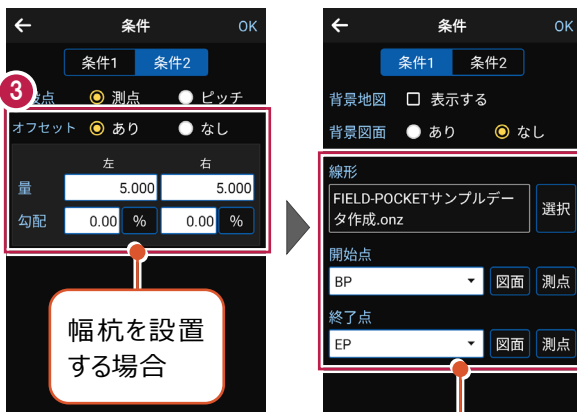 条件
OK
条件1
条件2
3
点
測点
ピッチ
オフセット
あり
なし
左
右
量
5.000
5.000
勾配
0.00
%
0.00
%
幅杭を設置
する場合
条件
OK
条件1
条件2
背景地図
表示する
背景図面
あり
なし
線形
FIELD-POCKETサンプルデー
タ作成.onz
選択
開始点
BP
図面
測点
終了点
EP
図面
測点